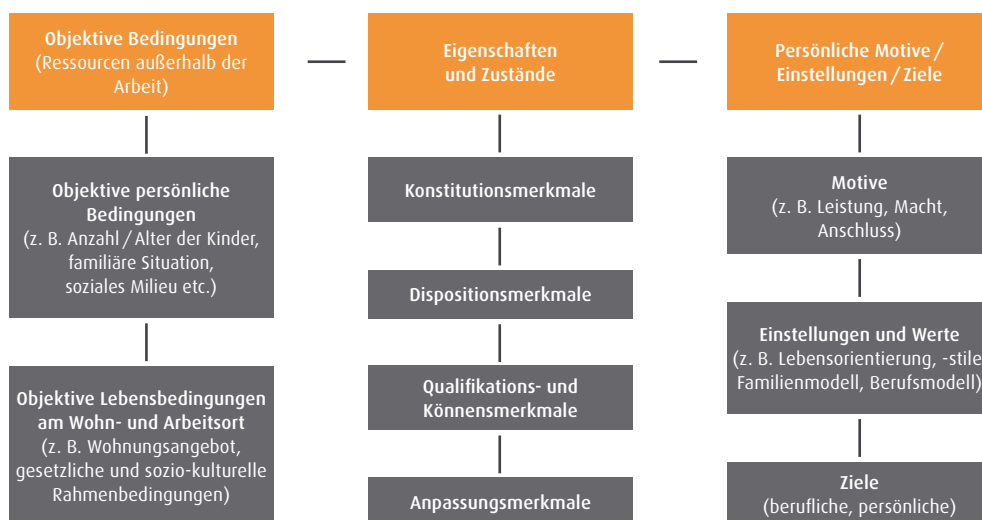 Objektive Bedingungen
(Ressourcen außerhalb der
Arbeit)
Objektive persönliche
Bedingungen
(z. B. Anzahl / Alter der Kinder,
familiäre Situation,
soziales Milieu etc.)
Objektive Lebensbedingungen
am Wohn- und Arbeitsort
(z. B. Wohnungsangebot,
gesetzliche und sozio-kulturelle
Rahmenbedingungen)
Eigenschaften
und Zustände
Konstitutionsmerkmale
Dispositionsmerkmale
Qualifikations- und
Könnensmerkmale
Anpassungsmerkmale
Persönliche Motive /
Einstellungen / Ziele
Motive
(z. B. Leistung, Macht,
Anschluss)
Einstellungen und Werte
(z. B. Lebensorientierung, -stile
Familienmodell, Berufsmodell)
Ziele
(berufliche, persönliche)